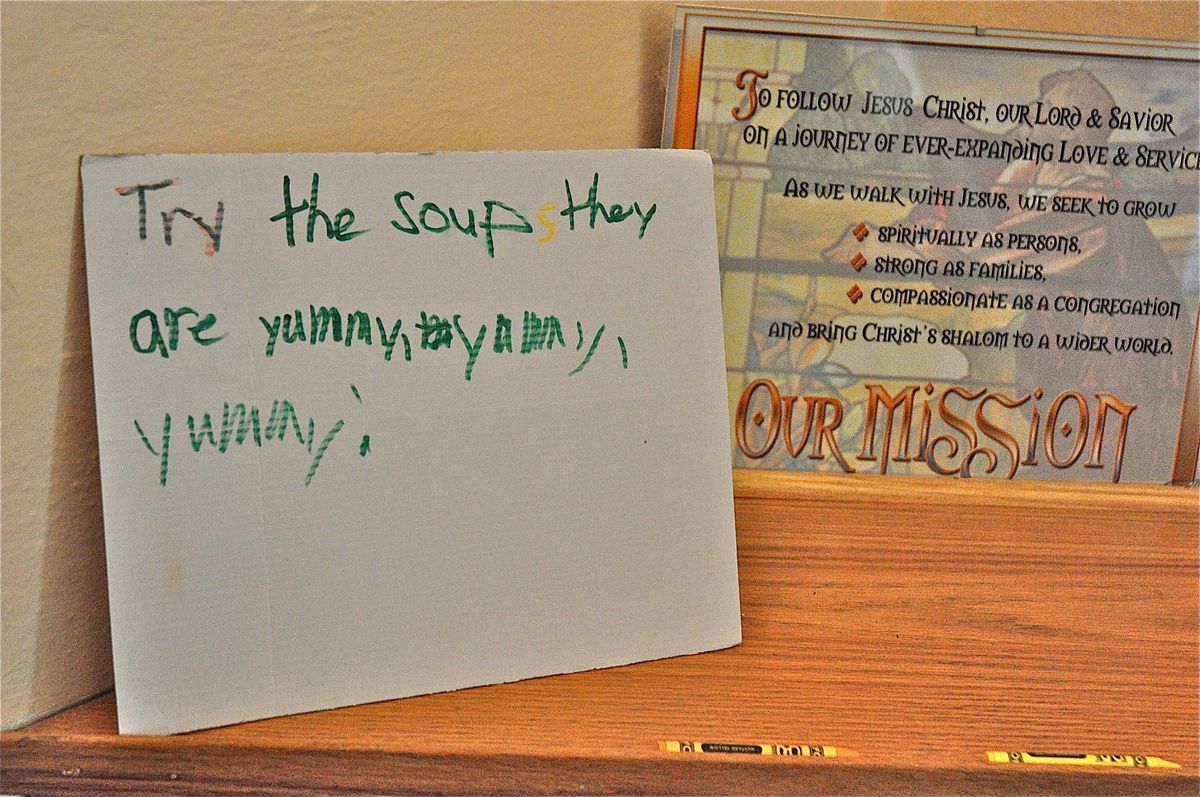 Try the soups they
are yummy, yummy,
yummy!
To follow Jesus Christ, our Lord & Savior
on a journey of ever-expanding Love & Servic
As we walk with Jesus, we seek to grow
spiritually as persons,
strong as families,
compassionate as a congregation
and bring Christ's shalom to a wider world.
Our Mission